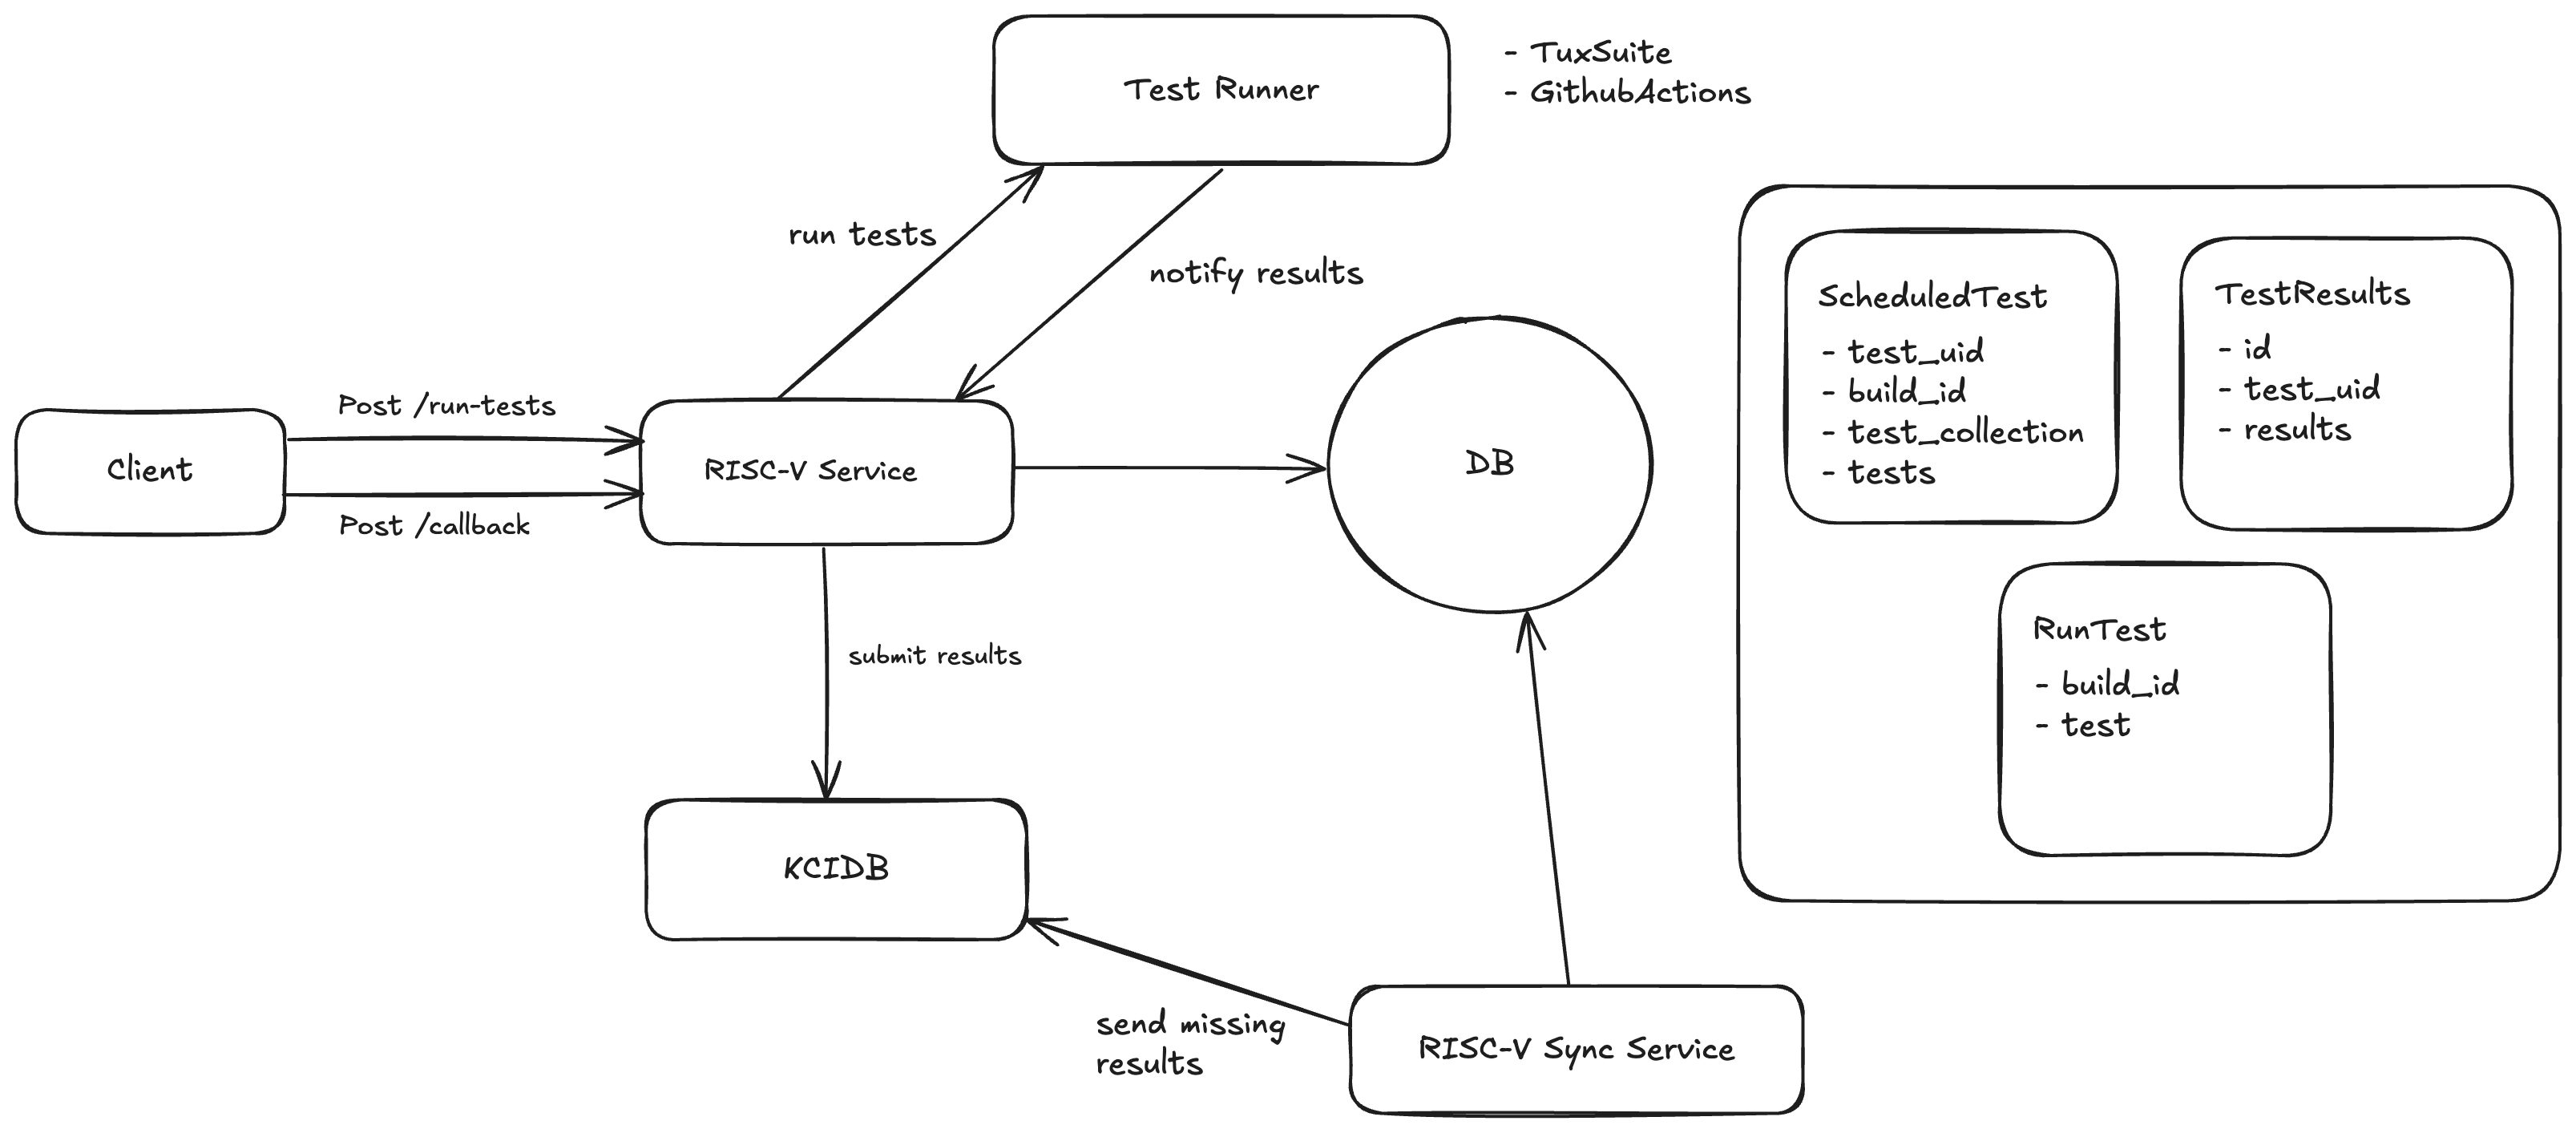 Test Runner
- TuxSuite
- GithubActions
run tests
notify results
Client
Post /run-tests
Post /callback
RISC-V Service
DB
submit results
KCIDB
send missing
results
RISC-V Sync Service
ScheduledTest
- test_uid
- build_id
- test_collection
- tests
TestResults
- id
- test_uid
- results
RunTest
- build_id
- test